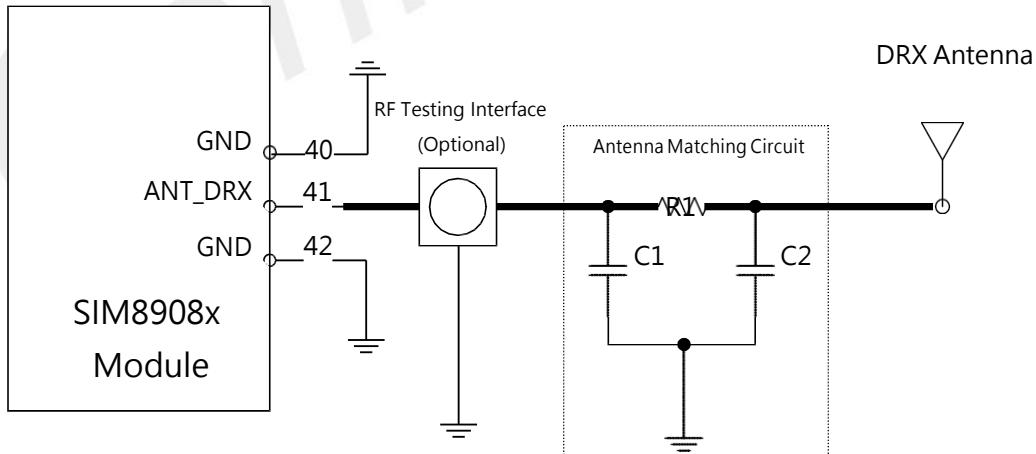 DRX Antenna
RF Testing Interface
(Optional)
Antenna Matching Circuit
GND
40
ANT_DRX
41
R1
GND
42
C1
C2
SIM8908x
Module